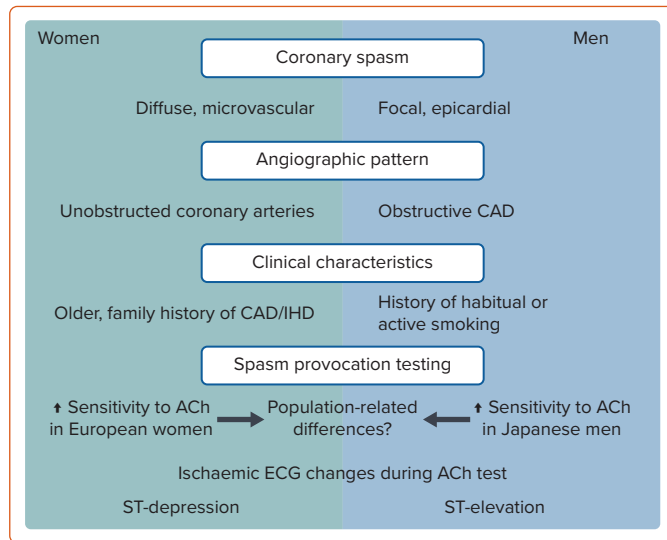 Women
Men
Coronary spasm
Diffuse, microvascular
Focal, epicardial
Angiographic pattern
Unobstructed coronary arteries
Obstructive CAD
Clinical characteristics
Older, family history of CAD/IHD
History of habitual or
active smoking
Spasm provocation testing
↑ Sensitivity to ACh
in European women
Population-related
differences?
↑ Sensitivity to ACh
in Japanese men
Ischaemic ECG changes during ACh test
ST-depression
ST-elevation